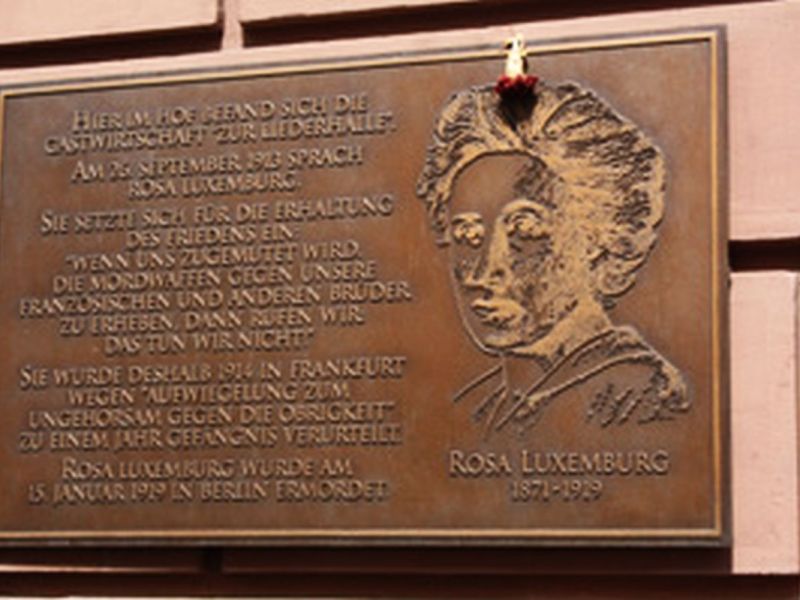 HIER IM HOF BEFAND SICH DIE
GASTWIRTSCHAFT "ZUR LIEDERHALLE".
AM 26. SEPTEMBER 1913 SPRACH
ROSA LUXEMBURG.
SIE SETZTE SICH FÜR DIE ERHALTUNG
DES FRIEDENS EIN:
"WENN UNS ZUGEMUTET WIRD,
DIE MORDWAFFEN GEGEN UNSERE
FRANZÖSISCHEN UND ANDEREN BRÜDER
ZU ERHEBEN, DANN RUFEN WIR:
DAS TUN WIR NICHT!"
SIE WURDE DESHALB 1914 IN FRANKFURT
WEGEN "AUFWIEGELUNG ZUM
UNGEHORSAM GEGEN DIE OBRIGKEIT"
ZU EINEM JAHR GEFÄNGNIS VERURTEILT.
ROSA LUXEMBURG WURDE AM
15. JANUAR 1919 IN BERLIN ERMORDET.
ROSA LUXEMBURG
1871-1919